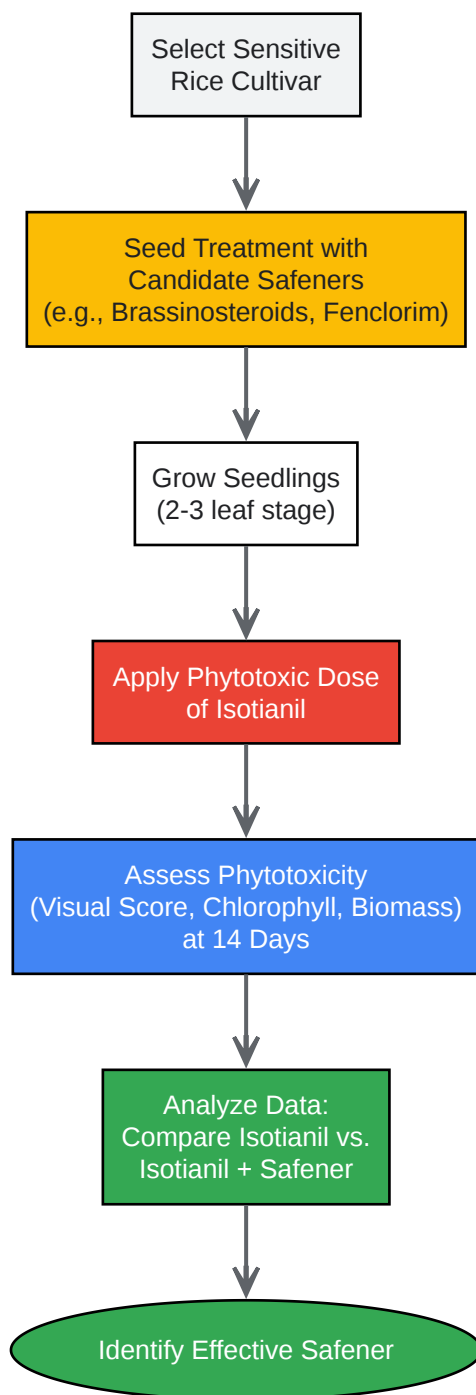 Select Sensitive
Rice Cultivar
Seed Treatment with
Candidate Safeners
(e.g., Brassinosteroids, Fenclorim)
Grow Seedlings
(2-3 leaf stage)
Apply Phytotoxic Dose
of Isotianil
Assess Phytotoxicity
(Visual Score, Chlorophyll, Biomass)
at 14 Days
Analyze Data:
Compare Isotianil vs.
Isotianil + Safener
Identify Effective Safener